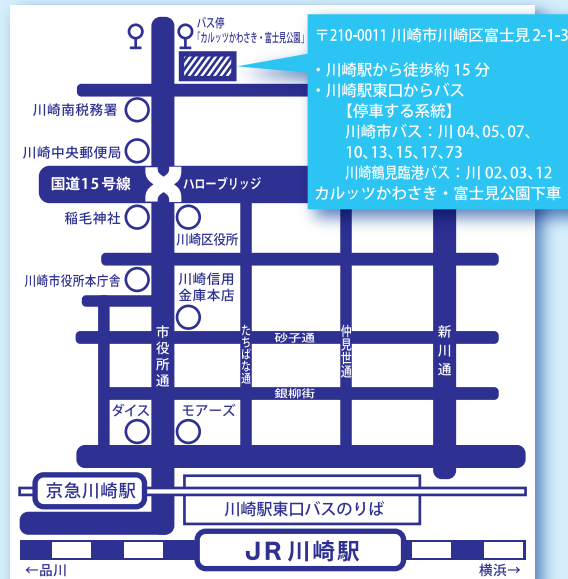 バス停
「カルッツかわさき・富士見公園」
〒210-0011 川崎市川崎区富士見 2-1-3
・川崎駅から徒歩約 15 分
・川崎駅東口からバス
【停車する系統】
川崎市バス：川 04、05、07、
10、13、15、17、73
川崎鶴見臨港バス：川 02、03、12
カルッツかわさき・富士見公園下車
川崎南税務署
川崎中央郵便局
国道15号線
ハローブリッジ
稲毛神社
川崎区役所
川崎市役所本庁舎
川崎信用
金庫本店
市役所通
たちばな通
砂子通
仲見世通
新川通
銀柳街
ダイス
モアーズ
京急川崎駅
川崎駅東口バスのりば
JR 川崎駅
←品川
横浜→